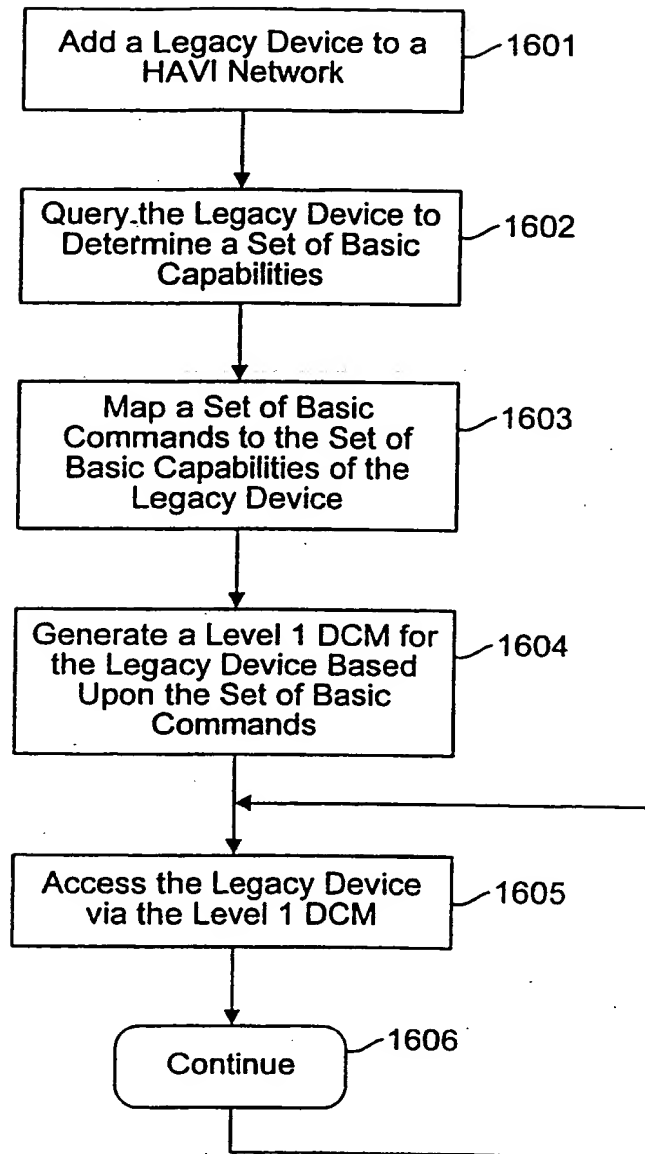 Add a Legacy Device to a
HAVI Network
1601
Query the Legacy Device to
Determine a Set of Basic
Capabilities
1602
Map a Set of Basic
Commands to the Set of
Basic Capabilities of the
Legacy Device
1603
Generate a Level 1 DCM for
the Legacy Device Based
Upon the Set of Basic
Commands
1604
Access the Legacy Device
via the Level 1 DCM
1605
Continue
1606